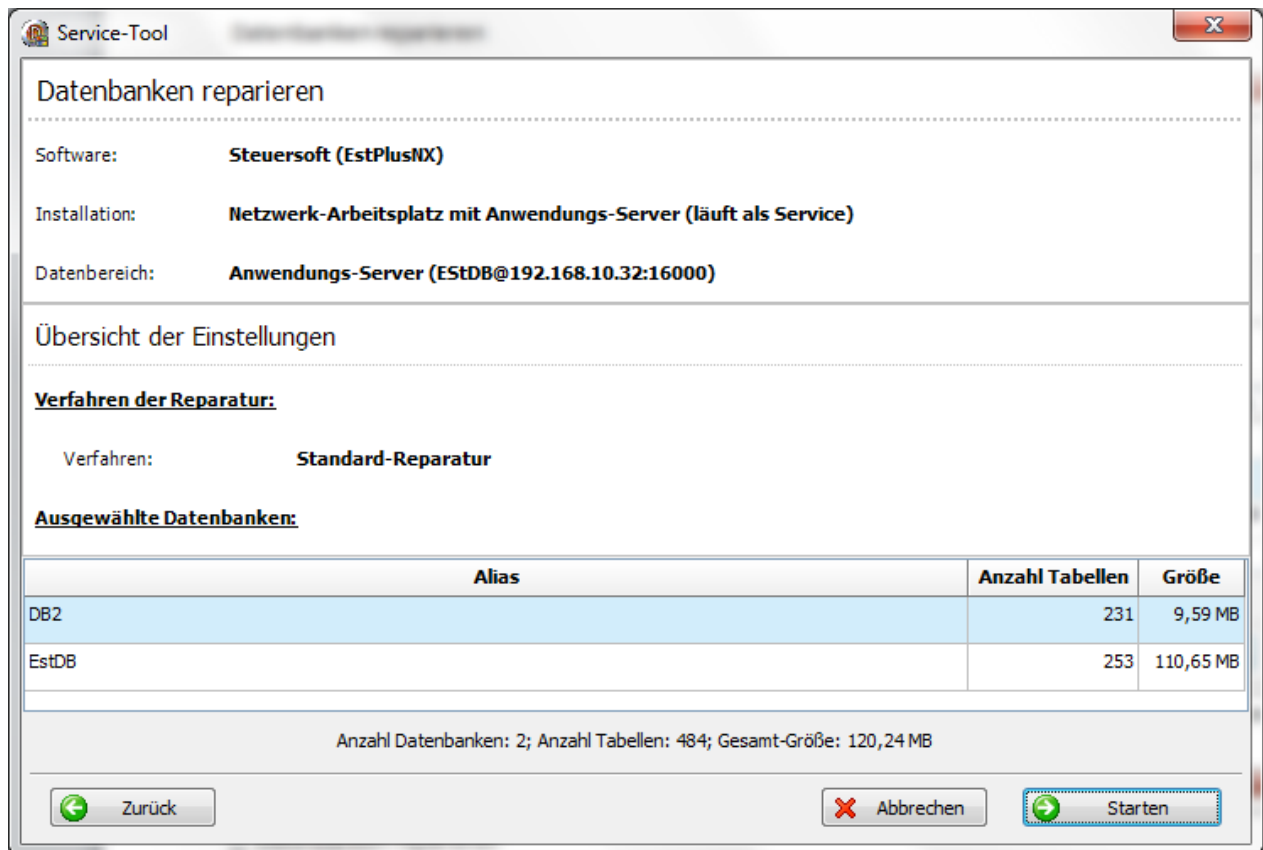 Service-Tool
Datenbanken reparieren
Software: Steuersoft (EstPlusNX)
Installation: Netzwerk-Arbeitsplatz mit Anwendungs-Server (läuft als Service)
Datenbereich: Anwendungs-Server (EStDB@192.168.10.32:16000)
Übersicht der Einstellungen
Verfahren der Reparatur:
Verfahren: Standard-Reparatur
Ausgewählte Datenbanken:
Alias Anzahl Tabellen Größe
DB2 231 9,59 MB
EstDB 253 110,65 MB
Anzahl Datenbanken: 2; Anzahl Tabellen: 484; Gesamt-Größe: 120,24 MB
Zurück Abbrechen Starten